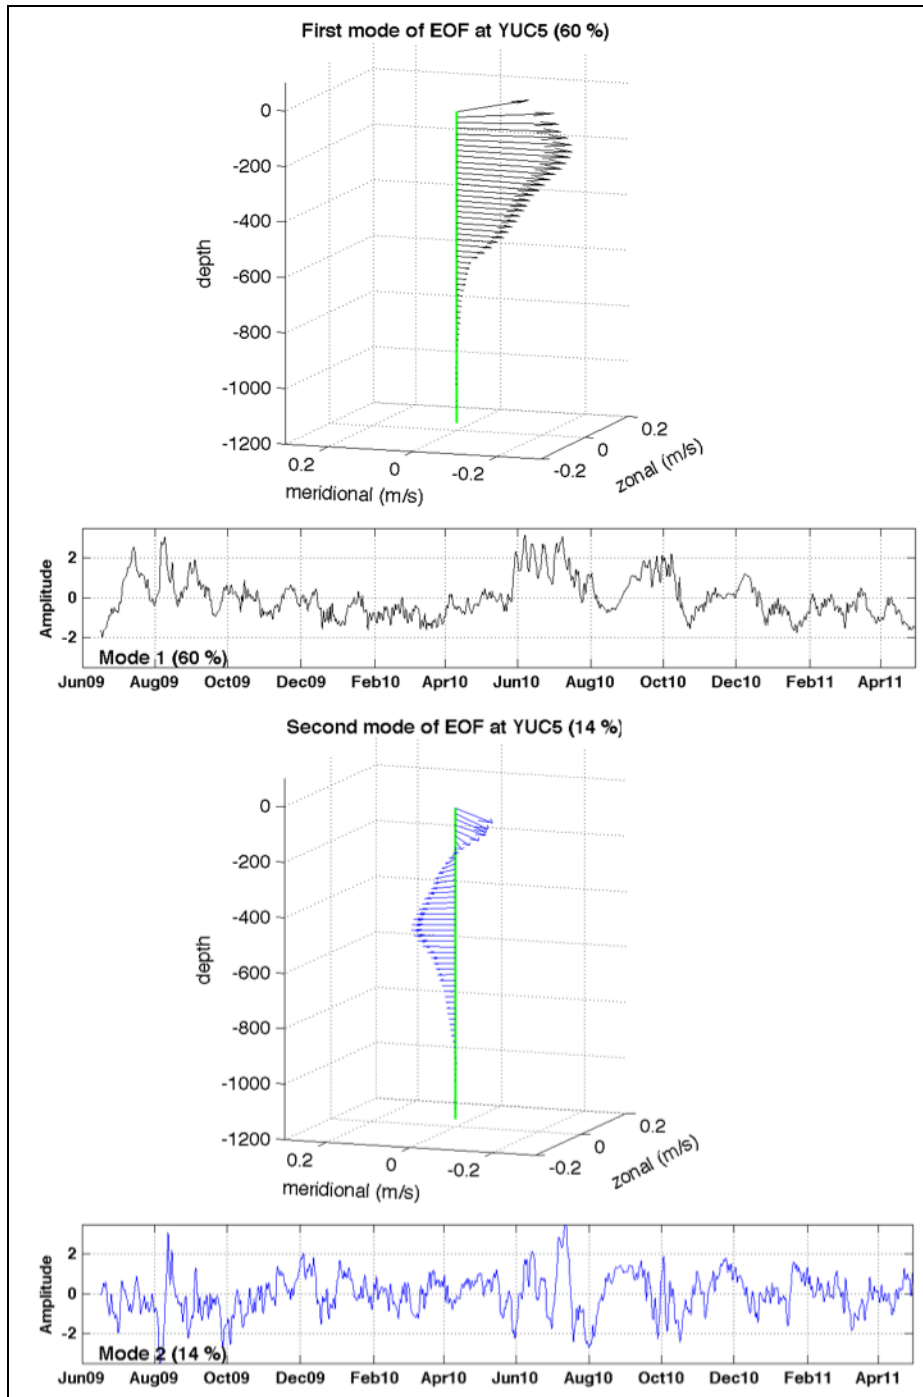 First mode of EOF at YUC5 (60 %)
0
-200
-400
-600
-800
-1000
-1200
depth
0.2
0
-0.2
meridional (m/s)
-0.2
0
0.2
zonal (m/s)
Amplitude
2
0
-2
Mode 1 (60 %)
Jun09 Aug09 Oct09 Dec09 Feb10 Apr10 Jun10 Aug10 Oct10 Dec10 Feb11 Apr11
Second mode of EOF at YUC5 (14 %)
0
-200
-400
-600
-800
-1000
-1200
depth
0.2
0
-0.2
meridional (m/s)
-0.2
0
0.2
zonal (m/s)
Amplitude
2
0
-2
Mode 2 (14 %)
Jun09 Aug09 Oct09 Dec09 Feb10 Apr10 Jun10 Aug10 Oct10 Dec10 Feb11 Apr11